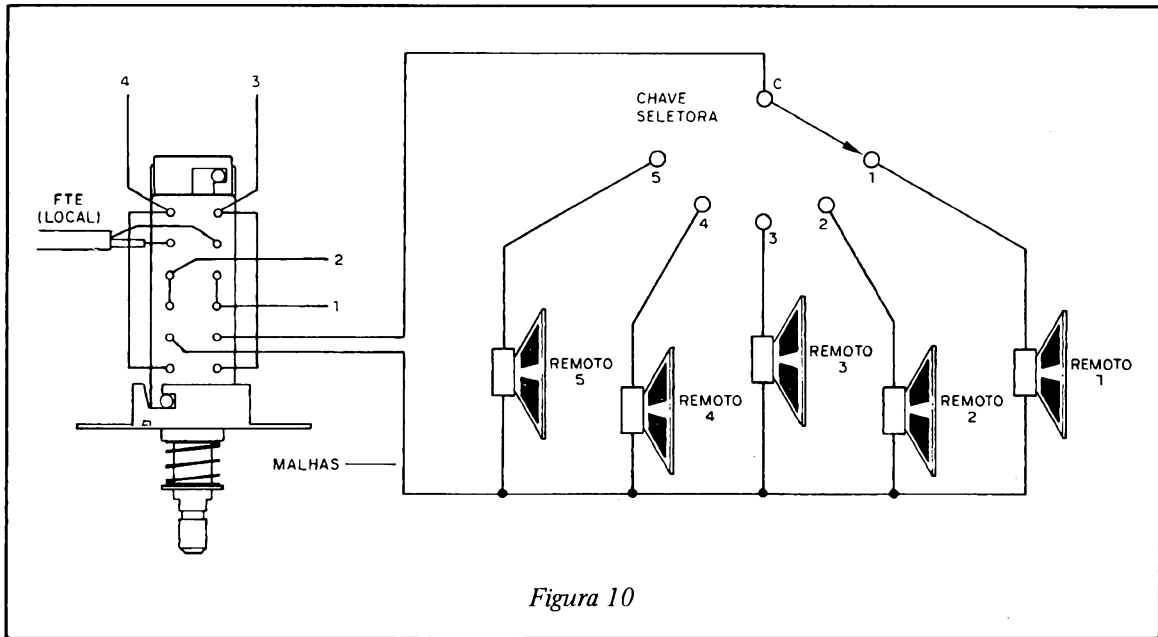 4
3
FTE
(LOCAL)
2
1
MALHAS
CHAVE
SELETORA
C
5
4
3
2
1
REMOTO
5
REMOTO
4
REMOTO
3
REMOTO
2
REMOTO
1
Figura 10